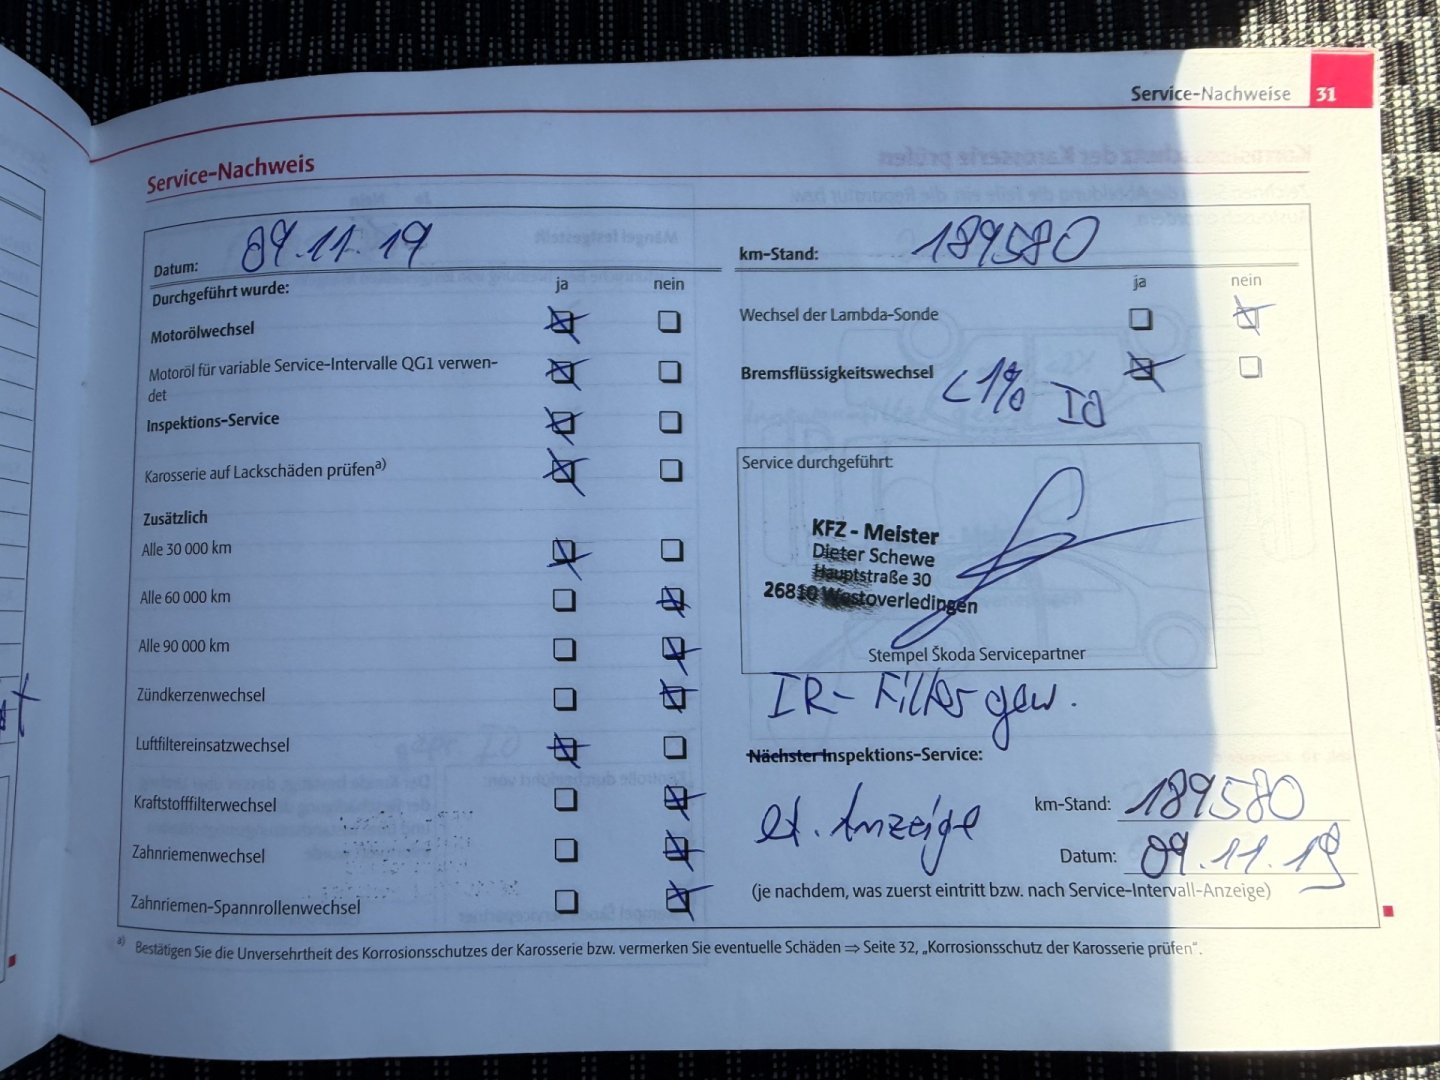 Service-Nachweise 31
Service-Nachweis
Datum: 09.11.19
km-Stand: 189580
Durchgeführt wurde: ja nein
ja nein
Motorölwechsel
Motoröl für variable Service-Intervalle QG1 verwen-
det
Inspektions-Service
Karosserie auf Lackschäden prüfen a)
Zusätzlich
Alle 30 000 km
Alle 60 000 km
Alle 90 000 km
Zündkerzenwechsel
Luftfiltereinsatzwechsel
Kraftstofffilterwechsel
Zahnriemenwechsel
Zahnriemen-Spannrollenwechsel
Wechsel der Lambda-Sonde
Bremsflüssigkeitswechsel <1%
Service durchgeführt:
KFZ - Meister
Dieter Schewe
Hauptstraße 30
26810 Westoverledingen
Stempel Škoda Servicepartner
IR-Filter gew.
Nächster Inspektions-Service:
lt. Anzeige
km-Stand: 189580
Datum: 09.11.19
(je nachdem, was zuerst eintritt bzw. nach Service-Intervall-Anzeige)
a) Bestätigen Sie die Unversehrtheit des Korrosionsschutzes der Karosserie bzw. vermerken Sie eventuelle Schäden ⇒ Seite 32, „Korrosionsschutz der Karosserie prüfen“.